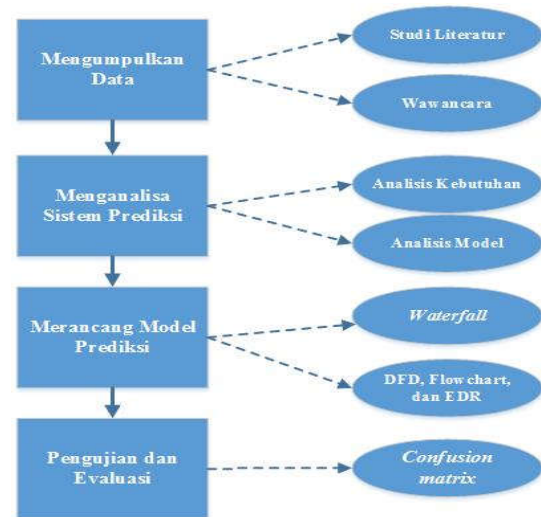 Mengumpulkan
Data
Studi Literatur
Wawancara
Menganalisa
Sistem Prediksi
Analisis Kebutuhan
Analisis Model
Merancang Model
Prediksi
Waterfall
DFD, Flowchart,
dan EDR
Pengujian dan
Evaluasi
Confusion
matrix